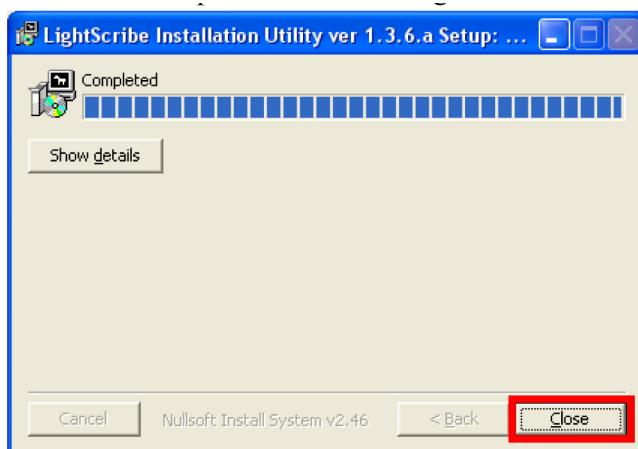 LightScribe Installation Utility ver 1.3.6.a Setup: ...
Completed
Show details
Cancel
Nullsoft Install System v2.46
< Back
Close